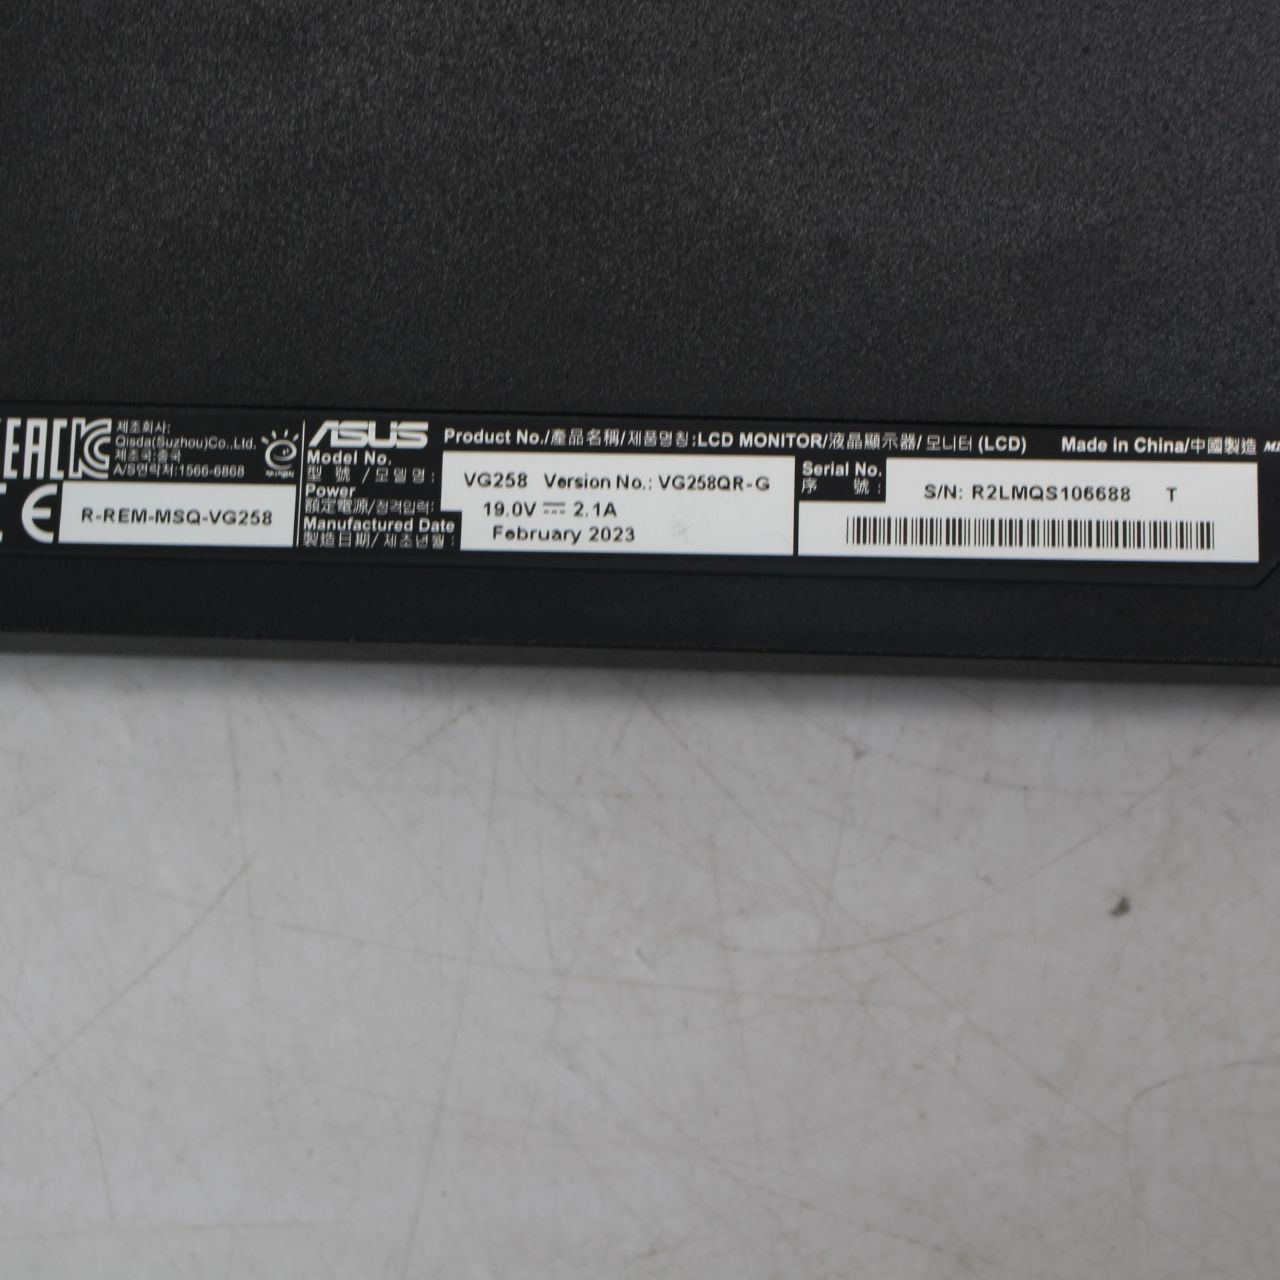 EAC
제조회사:
Qisda(Suzhou)Co.,Ltd.
제조국:중국
A/S연락처:1566-6868
CE
R-REM-MSQ-VG258
ASUS
Product No./產品名稱/제품명칭:LCD MONITOR/液晶顯示器/모니터 (LCD)
Made in China/中國製造
Model No.
型 號 /모델명:
VG258 Version No.: VG258QR-G
Power
額定電源/정격입력:
19.0V ⎓ 2.1A
Manufactured Date
製造日期/제조년월:
February 2023
Serial No.
序 號:
S/N: R2LMQS106688 T